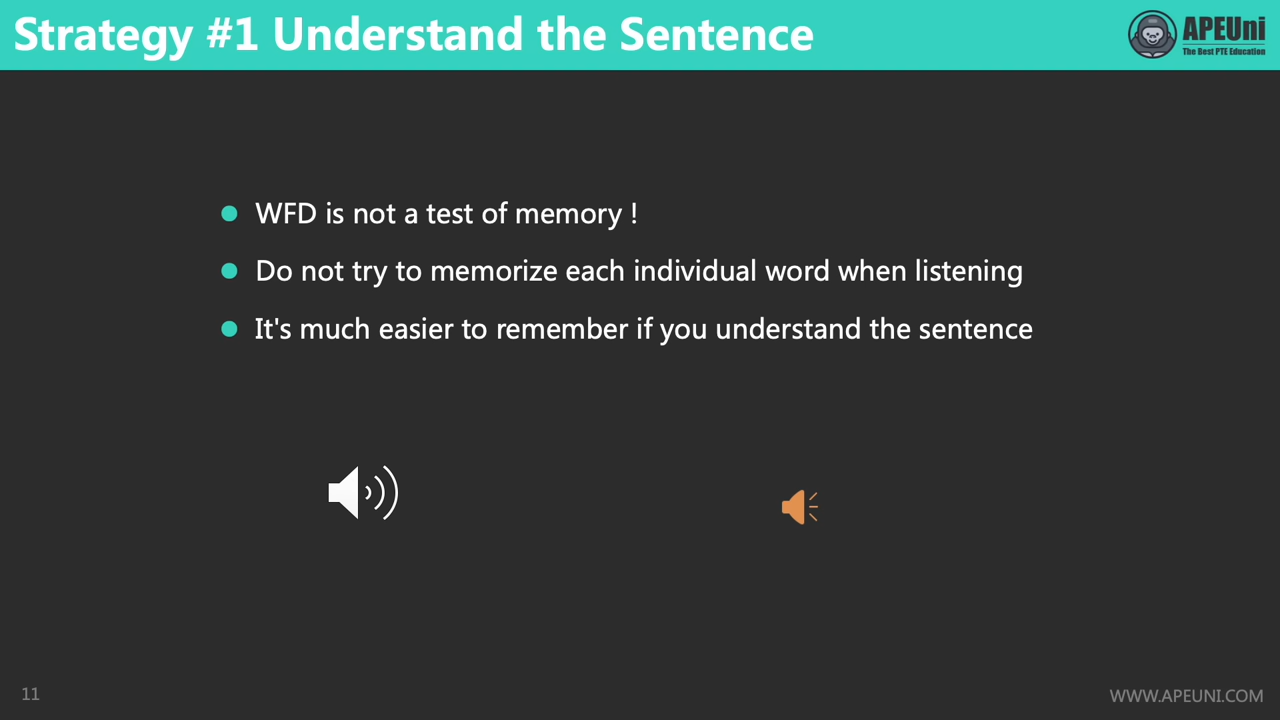 Strategy #1 Understand the Sentence
APEUni
The Best PTE Education
WFD is not a test of memory !
Do not try to memorize each individual word when listening
It's much easier to remember if you understand the sentence
11
WWW.APEUNI.COM